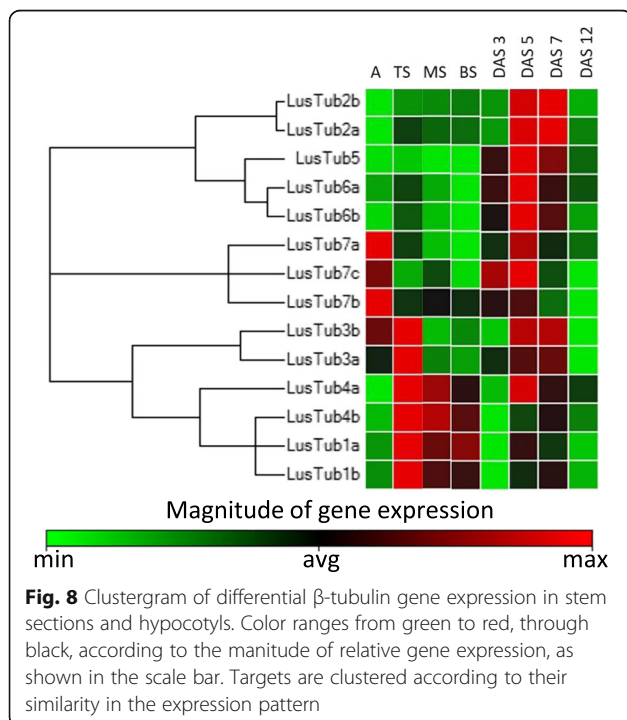 A TS MS BS DAS 3 DAS 5 DAS 7 DAS 12
LusTub2b
LusTub2a
LusTub5
LusTub6a
LusTub6b
LusTub7a
LusTub7c
LusTub7b
LusTub3b
LusTub3a
LusTub4a
LusTub4b
LusTub1a
LusTub1b
Magnitude of gene expression
min avg max
Fig. 8 Clustergram of differential β-tubulin gene expression in stem
sections and hypocotyls. Color ranges from green to red, through
black, according to the manitude of relative gene expression, as
shown in the scale bar. Targets are clustered according to their
similarity in the expression pattern